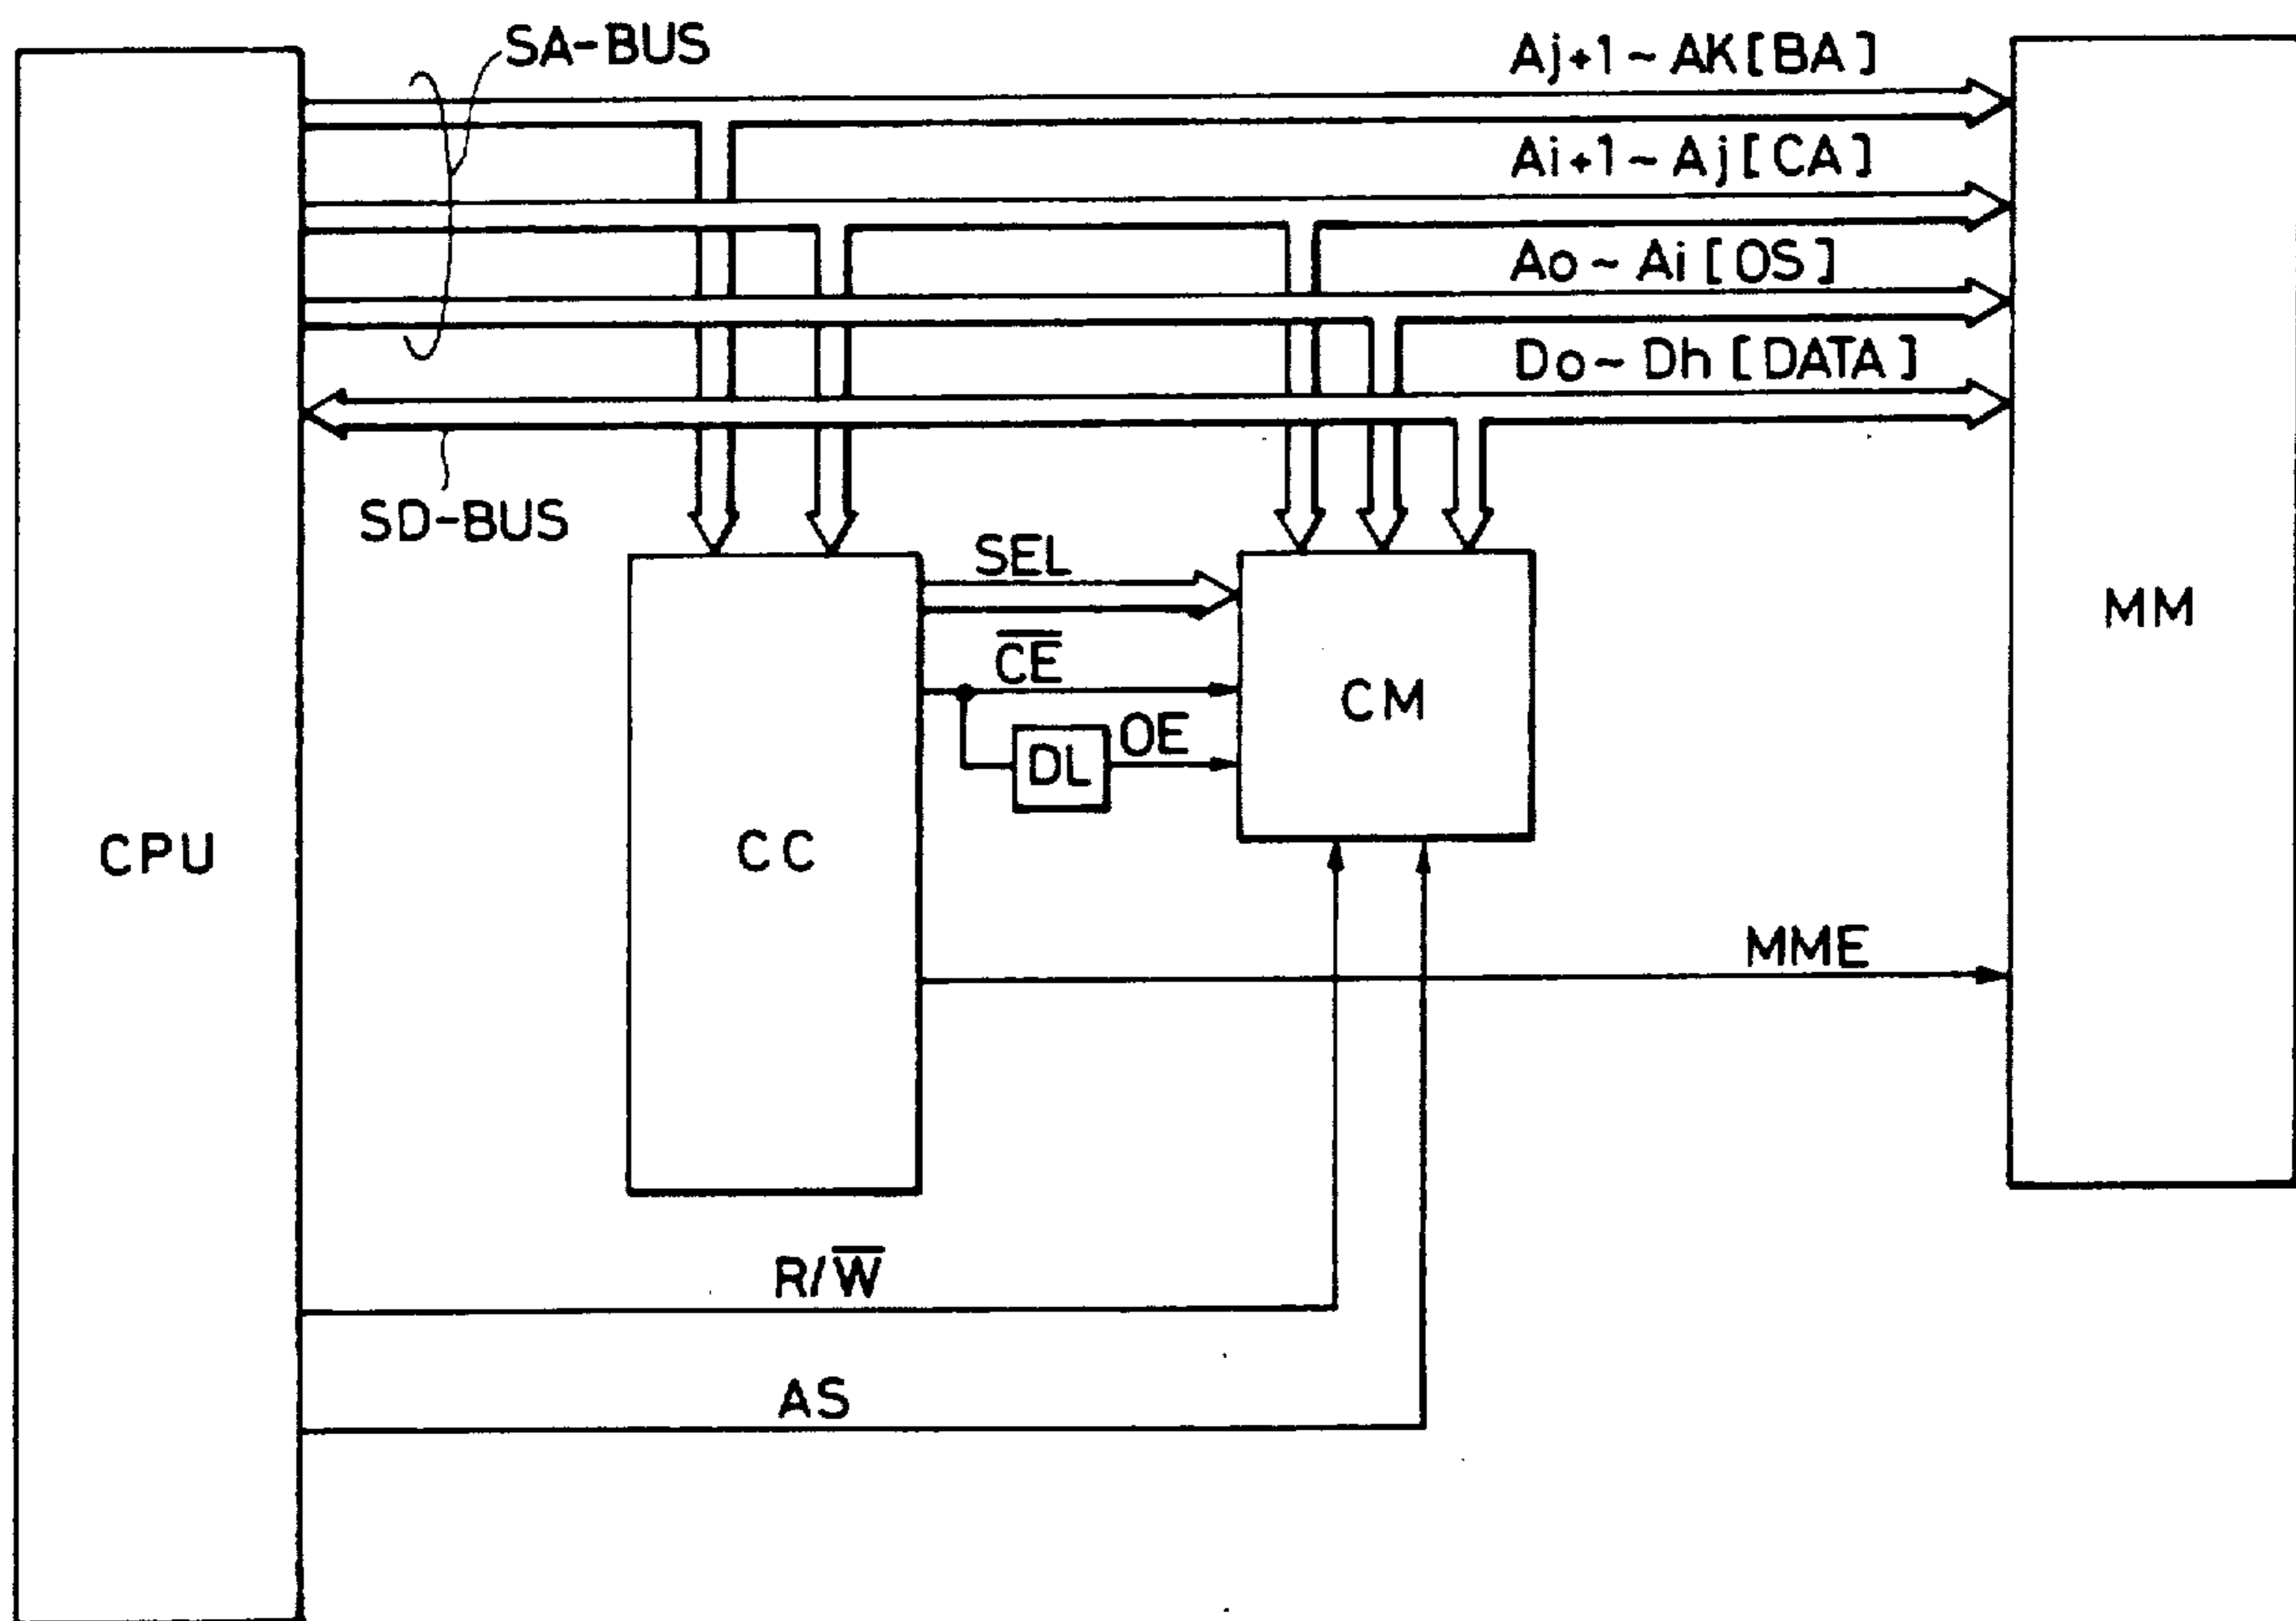 SA-BUS
Aj+1~AK[BA]
Ai+1~Aj[CA]
Ao~Ai[OS]
Do~Dh[DATA]
SD-BUS
SEL
C̅E̅
DL
OE
CM
MM
CPU
CC
MME
R/W̅
AS